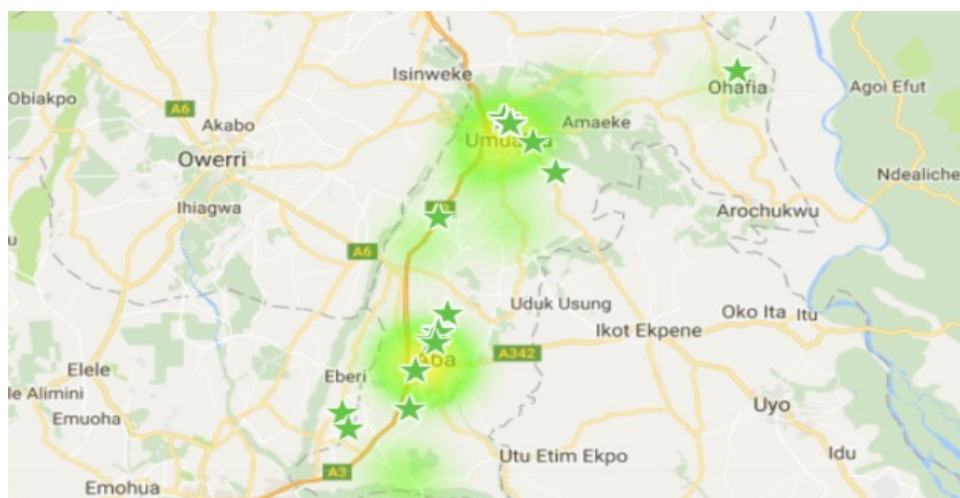 Isinweke
Ohafia
Agoi Efut
Obiakpo
A6
Akabo
Amaeke
Owerri
Ndealiche
Ihiagwa
Arochukwu
A6
Uduk Usung
Oko Ita
Itu
Ikot Ekpene
A342
Aba
Elele
Eberi
le Alimini
Emuoha
Uyo
Utu Etim Ekpo
Idu
A3
Emohua